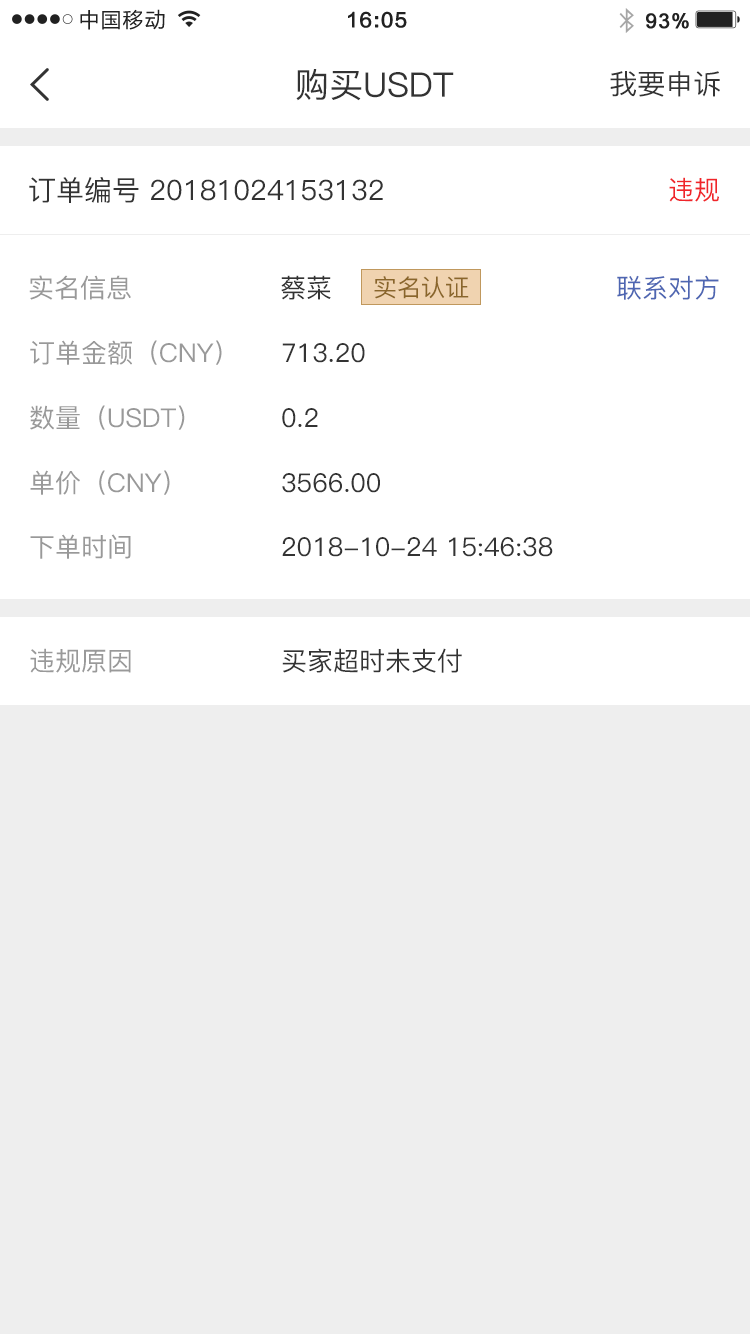 中国移动 16:05 93%
购买USDT 我要申诉
订单编号 20181024153132 违规
实名信息 蔡菜 实名认证 联系对方
订单金额（CNY） 713.20
数量（USDT） 0.2
单价（CNY） 3566.00
下单时间 2018-10-24 15:46:38
违规原因 买家超时未支付